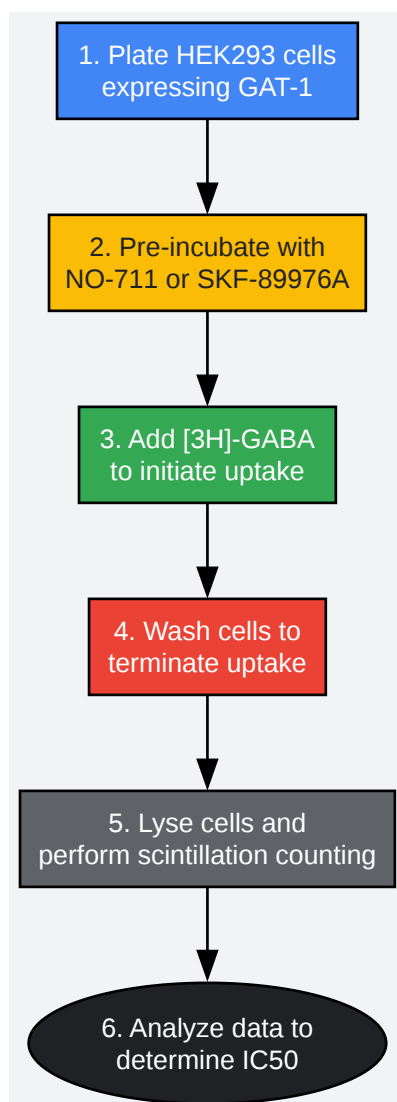 1. Plate HEK293 cells
expressing GAT-1
2. Pre-incubate with
NO-711 or SKF-89976A
3. Add [3H]-GABA
to initiate uptake
4. Wash cells to
terminate uptake
5. Lyse cells and
perform scintillation counting
6. Analyze data to
determine IC50